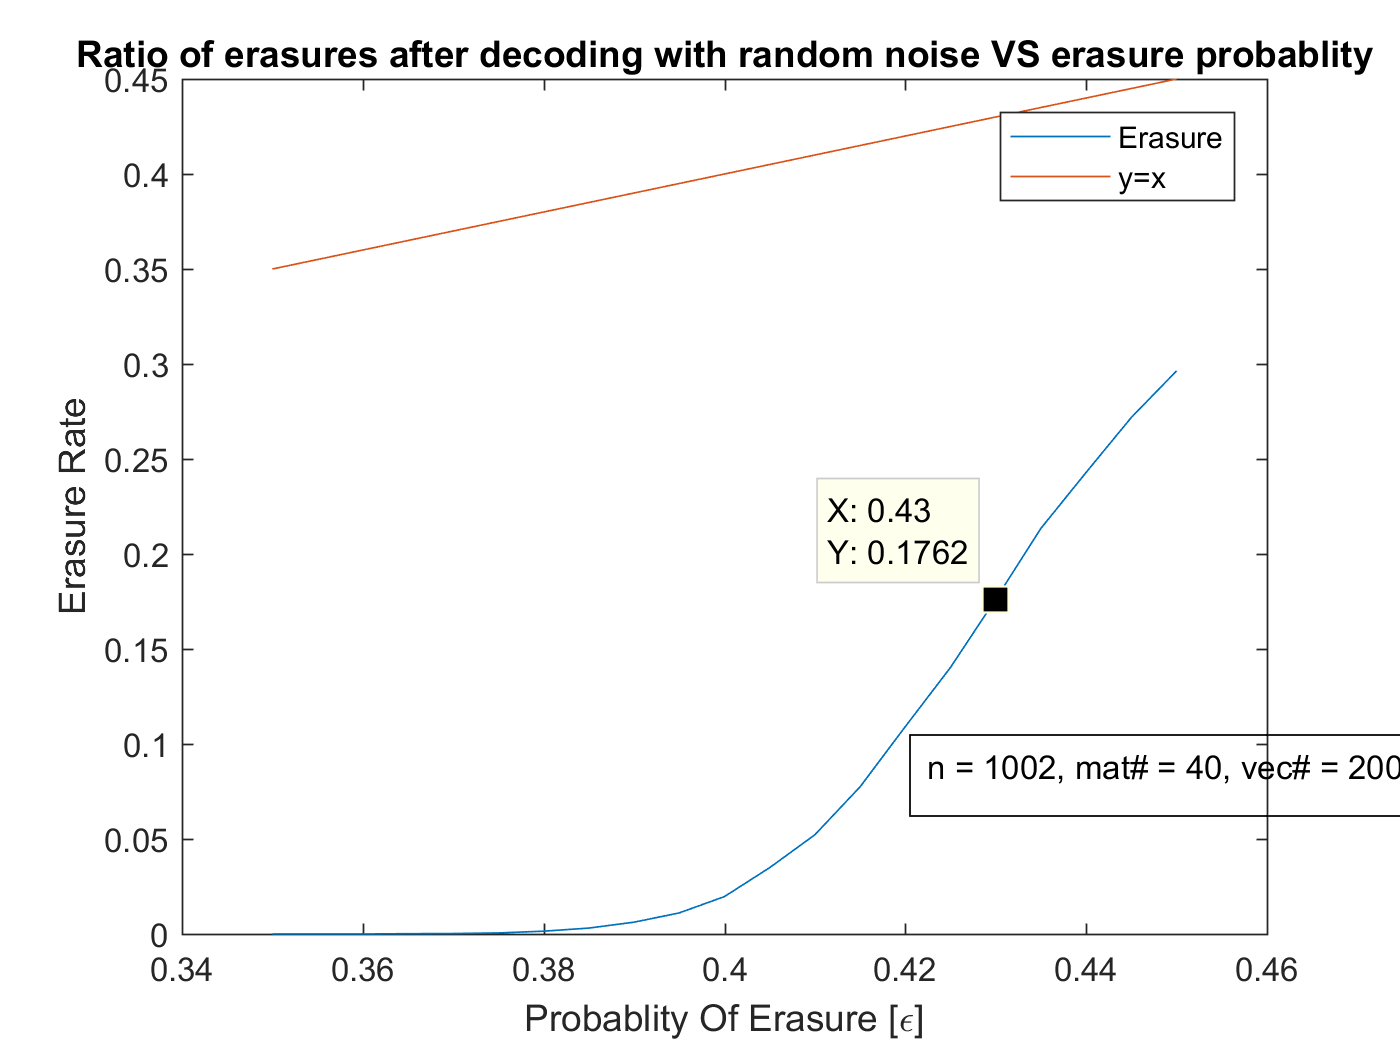 Ratio of erasures after decoding with random noise VS erasure probablity
0.45
0.4
0.35
0.3
0.25
0.2
0.15
0.1
0.05
0
Erasure Rate
Erasure
y=x
X: 0.43
Y: 0.1762
n = 1002, mat# = 40, vec# = 200
0.34 0.36 0.38 0.4 0.42 0.44 0.46
Probablity Of Erasure [ϵ]